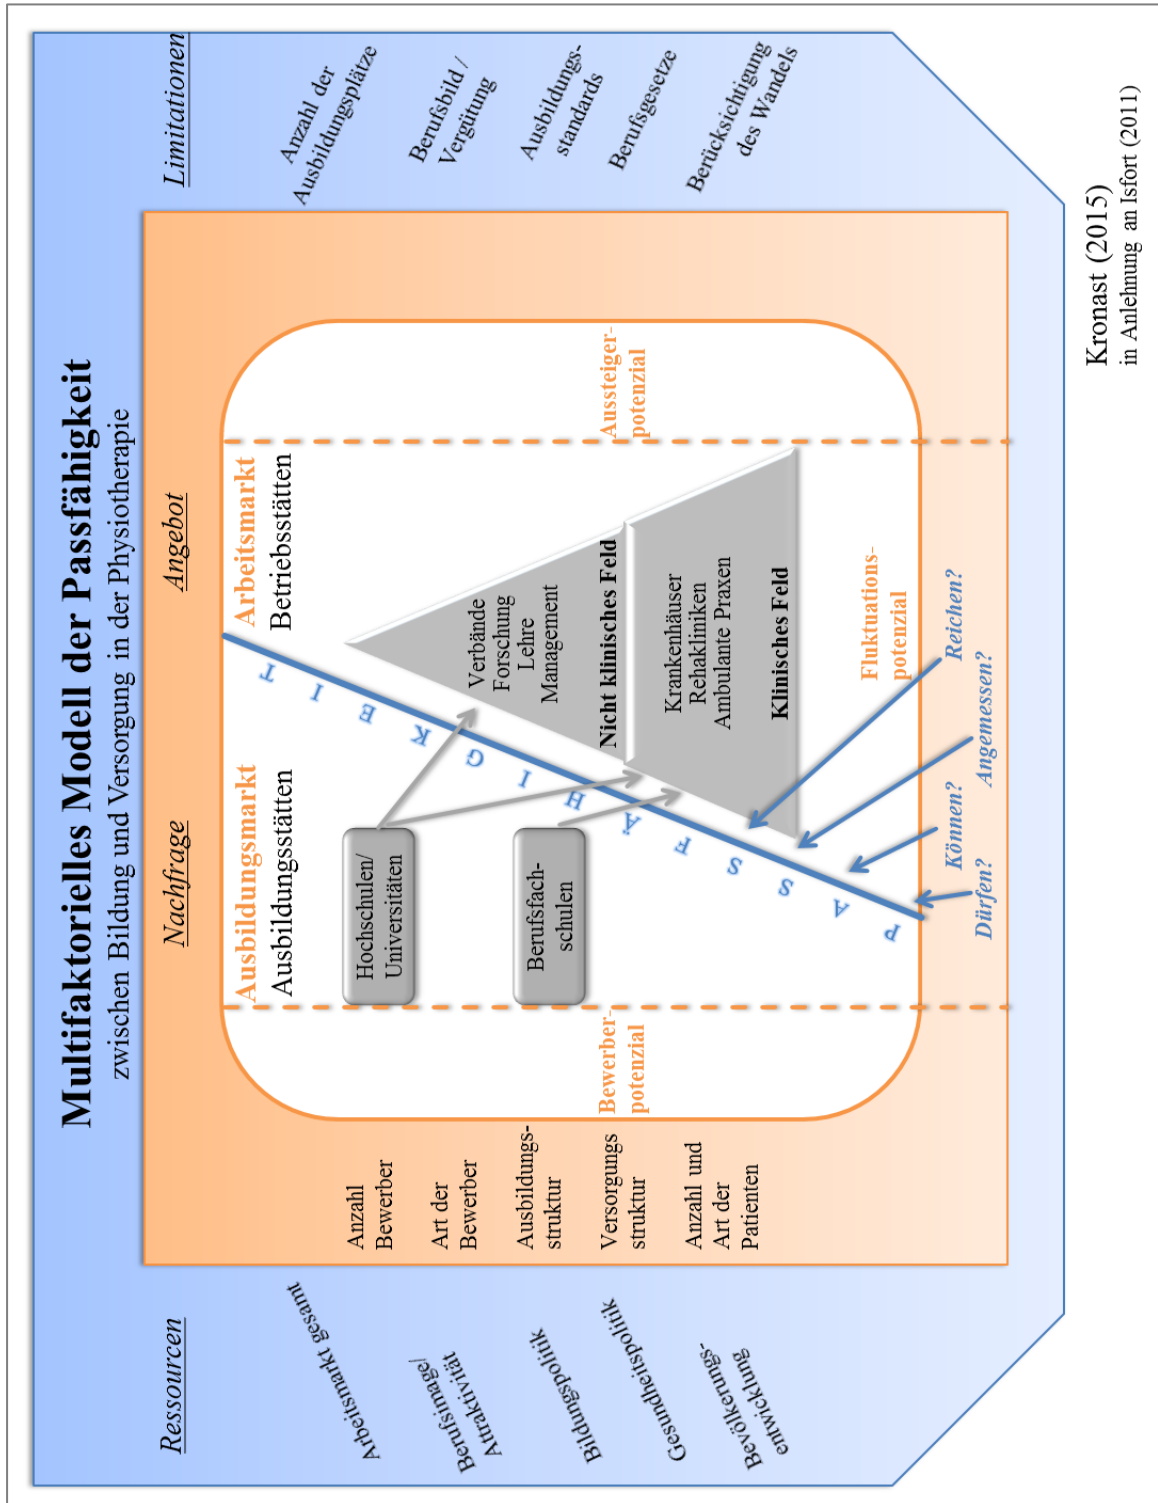 Multifaktorielles Modell der Passfähigkeit
zwischen Bildung und Versorgung in der Physiotherapie
Ressourcen
Nachfrage
Angebot
Limitationen
Arbeitsmarkt gesamt
Berufsimage/
Attraktivität
Bildungspolitik
Gesundheitspolitik
Bevölkerungs-
entwicklung
Anzahl
Bewerber
Art der
Bewerber
Ausbildungs-
struktur
Versorgungs
struktur
Anzahl und
Art der
Patienten
Bewerber-
potenzial
Ausbildungsmarkt
Ausbildungsstätten
Hochschulen/
Universitäten
Berufsfach-
schulen
PASSFÄHIGKEIT
Arbeitsmarkt
Betriebsstätten
Verbände
Forschung
Lehre
Management
Nicht klinisches Feld
Krankenhäuser
Rehakliniken
Ambulante Praxen
Klinisches Feld
Fluktuations-
potenzial
Aussteiger-
potenzial
Dürfen?
Können?
Angemessen?
Reichen?
Anzahl der
Ausbildungsplätze
Berufsbild /
Vergütung
Ausbildungs-
standards
Berufsgesetze
Berücksichtigung
des Wandels
Kronast (2015)
in Anlehnung an Isfort (2011)